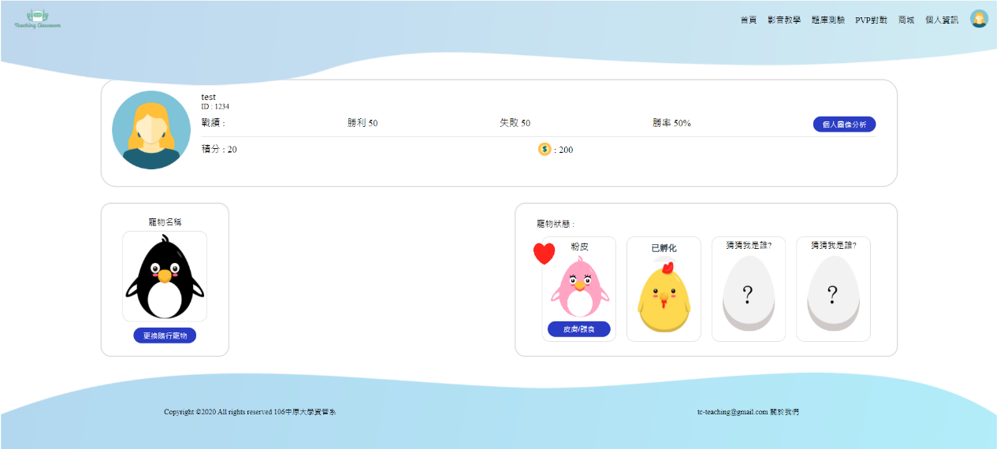 Teaching Classroom
首頁 影音教學 題庫測驗 PVP對戰 商城 個人資訊
test
ID : 1234
戰績 : 勝利 50 失敗 50 勝率 50% 個人圖像分析
積分 : 20 $ : 200
寵物名稱
更換隨行寵物
寵物狀態 :
粉皮 已孵化 猜猜我是誰? 猜猜我是誰?
? ?
皮膚/餵食
Copyright ©2020 All rights reserved 106中原大學資管系 tc-teaching@gmail.com 關於我們